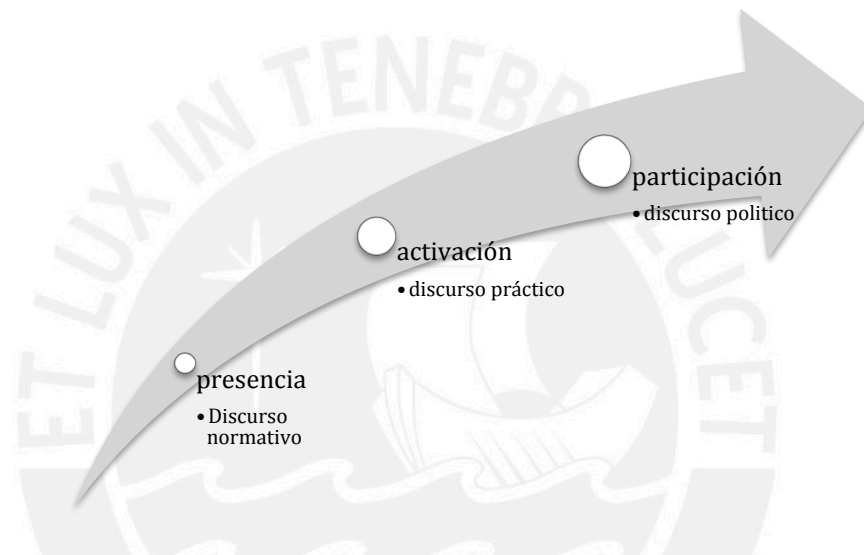 ET LUX IN TENEBR
LUCET
participación
• discurso politico
activación
• discurso práctico
presencia
• Discurso
normativo